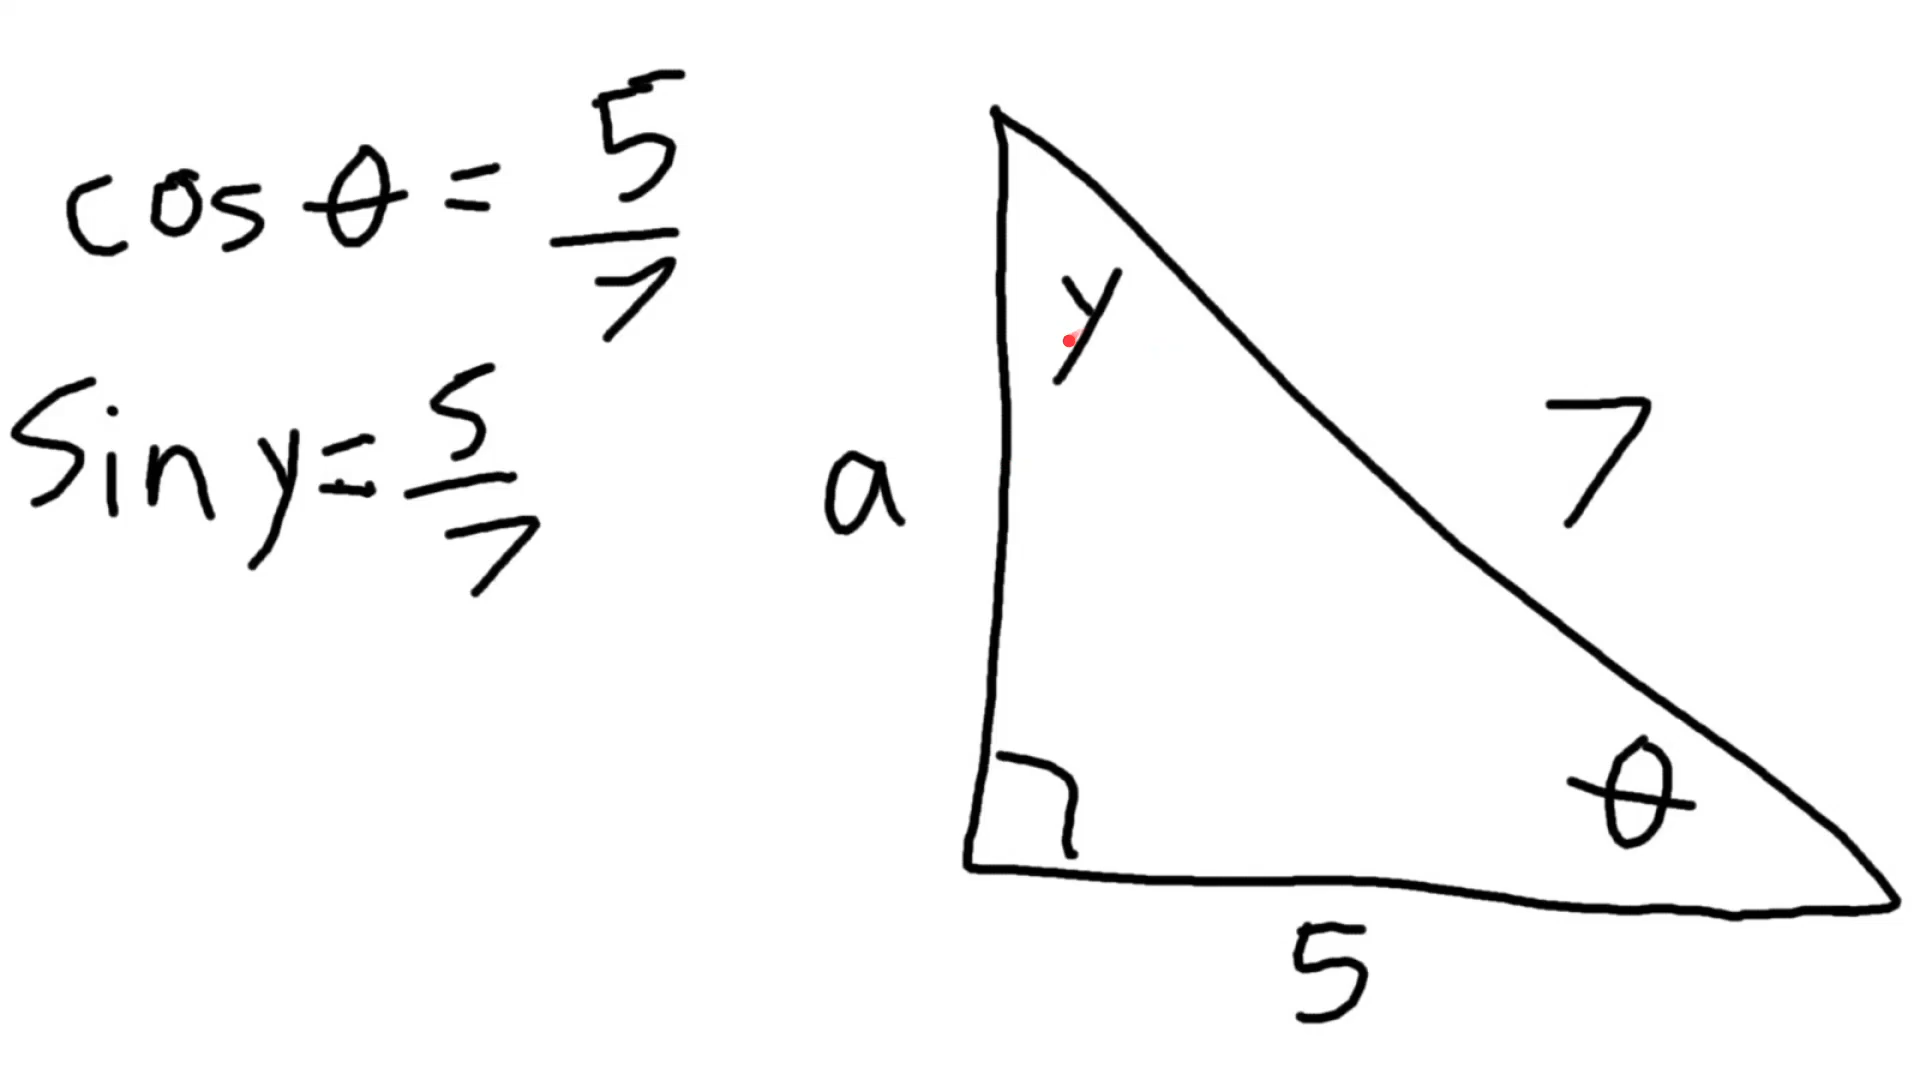 cos θ = 5/7
sin y = 5/7
y
a
7
θ
5